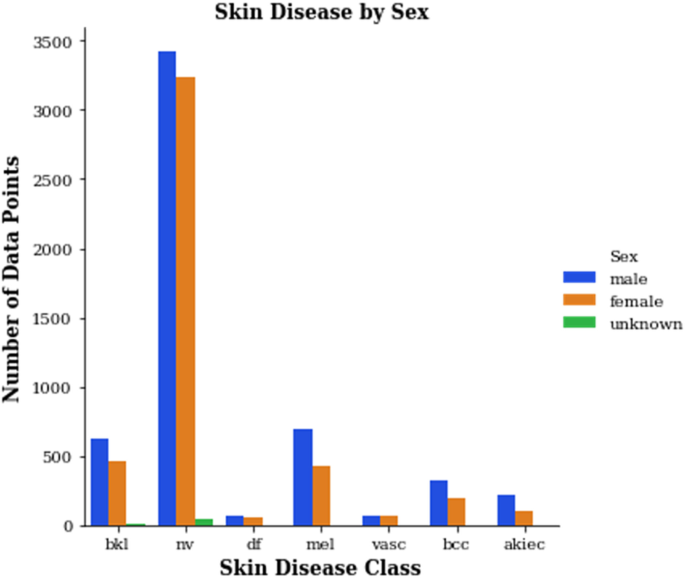 Skin Disease by Sex
Number of Data Points
3500
3000
2500
2000
1500
1000
500
0
bkl nv df mel vasc bcc akiec
Skin Disease Class
Sex
male
female
unknown